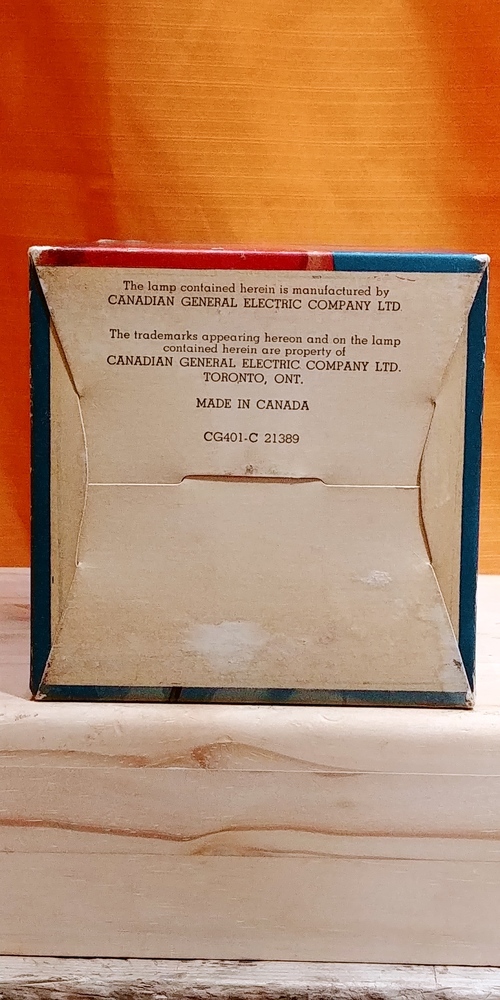 The lamp contained herein is manufactured by
CANADIAN GENERAL ELECTRIC COMPANY LTD
The trademarks appearing hereon and on the lamp
contained herein are property of
CANADIAN GENERAL ELECTRIC COMPANY LTD.
TORONTO, ONT.
MADE IN CANADA
CG401-C 21389